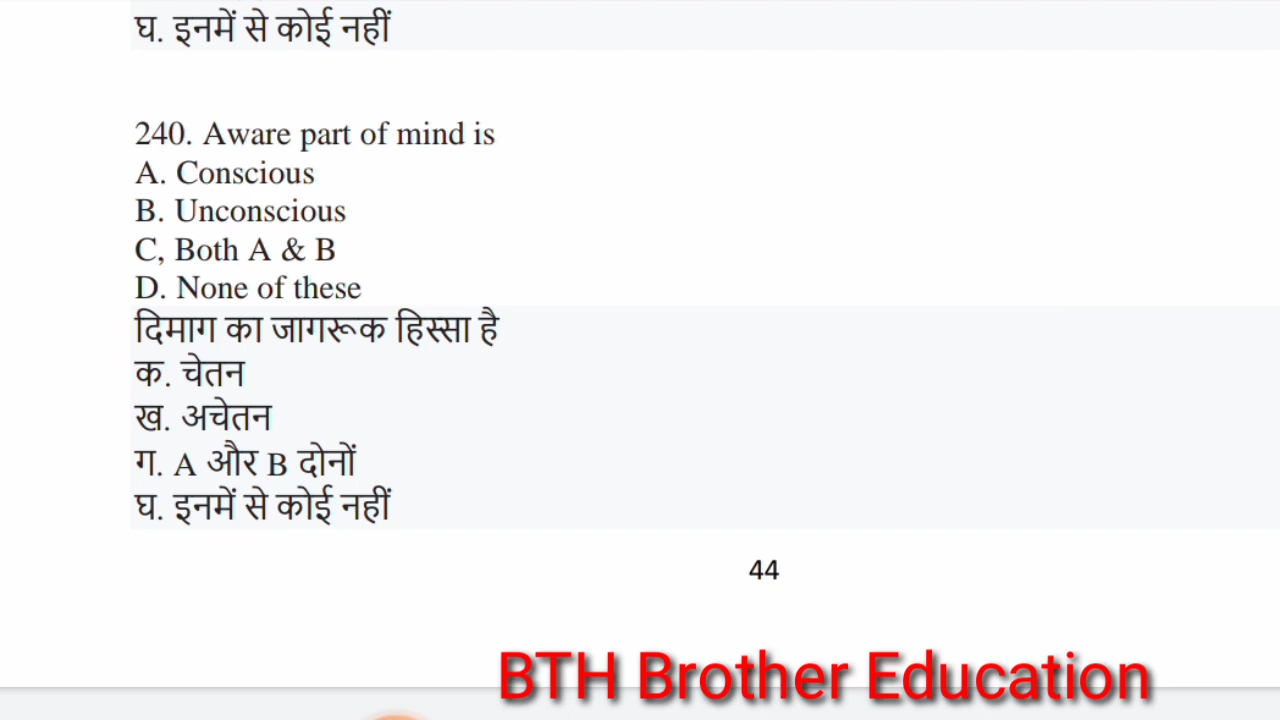 घ. इनमें से कोई नहीं
240. Aware part of mind is
A. Conscious
B. Unconscious
C, Both A & B
D. None of these
दिमाग का जागरूक हिस्सा है
क. चेतन
ख. अचेतन
ग. A और B दोनों
घ. इनमें से कोई नहीं
44
BTH Brother Education